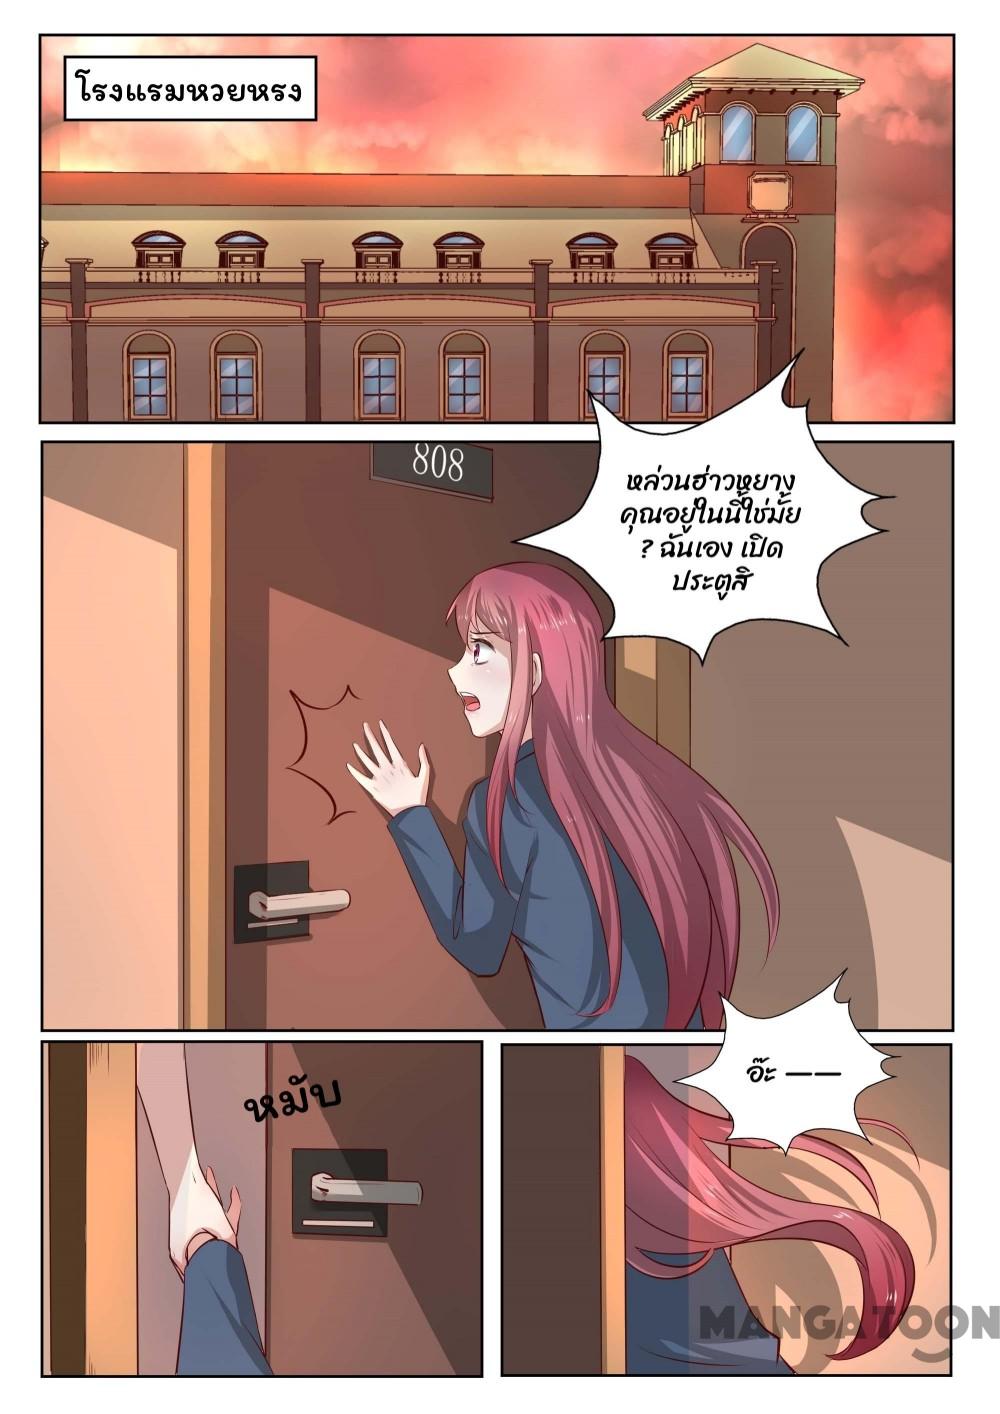 โรงแรมหวยหรง
808
หล่วนฮ่าวหยาง
คุณอยู่ในนี้ใช่มั้ย
? ฉันเอง เปิด
ประตูสิ
หมับ
อ๊ะ ——
MANGATOON